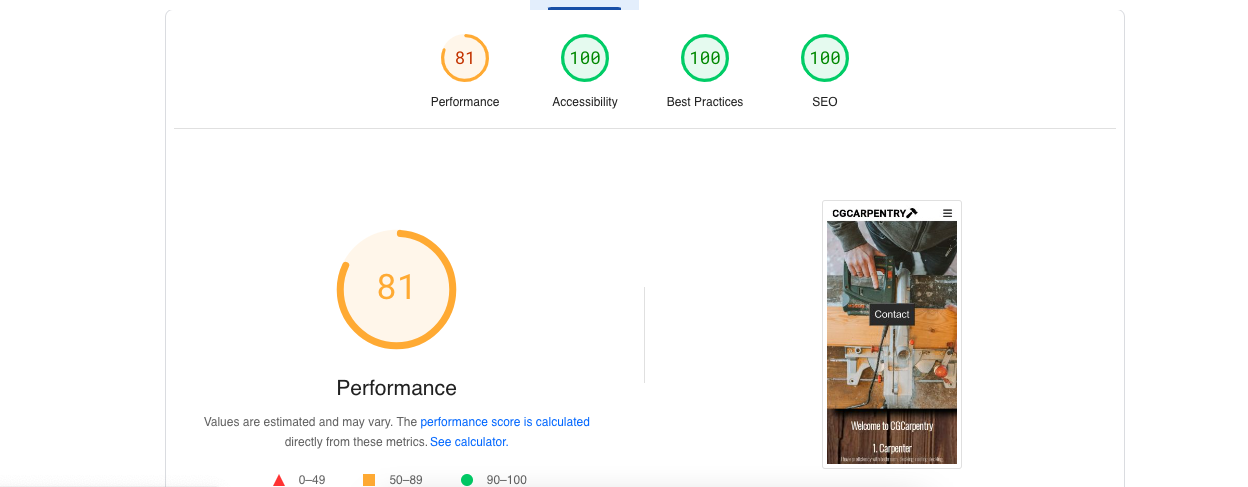 81 100 100 100
Performance Accessibility Best Practices SEO
81
Performance
Values are estimated and may vary. The performance score is calculated
directly from these metrics. See calculator.
0–49 50–89 90–100
CGCARPENTRY
Contact
Welcome to CGCarpentry
1. Carpenter